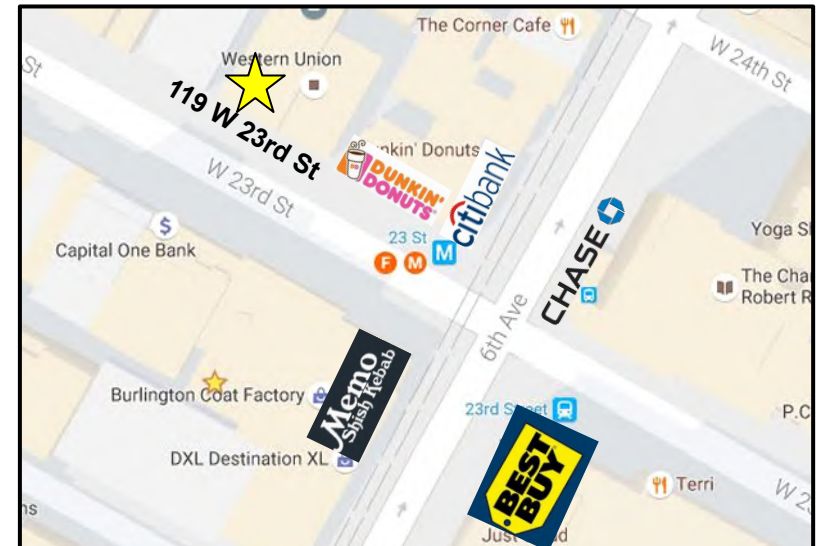 The Corner Cafe
W 24th St
St
Western Union
119 W 23rd St
nkin' Donuts
DUNKIN'
DONUTS
citibank
W 23rd St
23 St
M
F M
CHASE
Capital One Bank
Yoga S
The Cha
Robert R
6th Ave
Memo
Shish Kebab
Burlington Coat Factory
23rd Street
P.C
DXL Destination XL
BEST
BUY
Terri
W 2
ns
Just
d